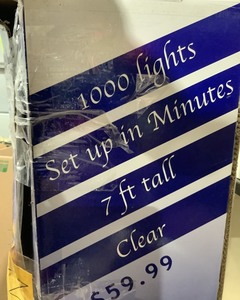 1000 lights
Set up in Minutes
7 ft tall
Clear
$59.99